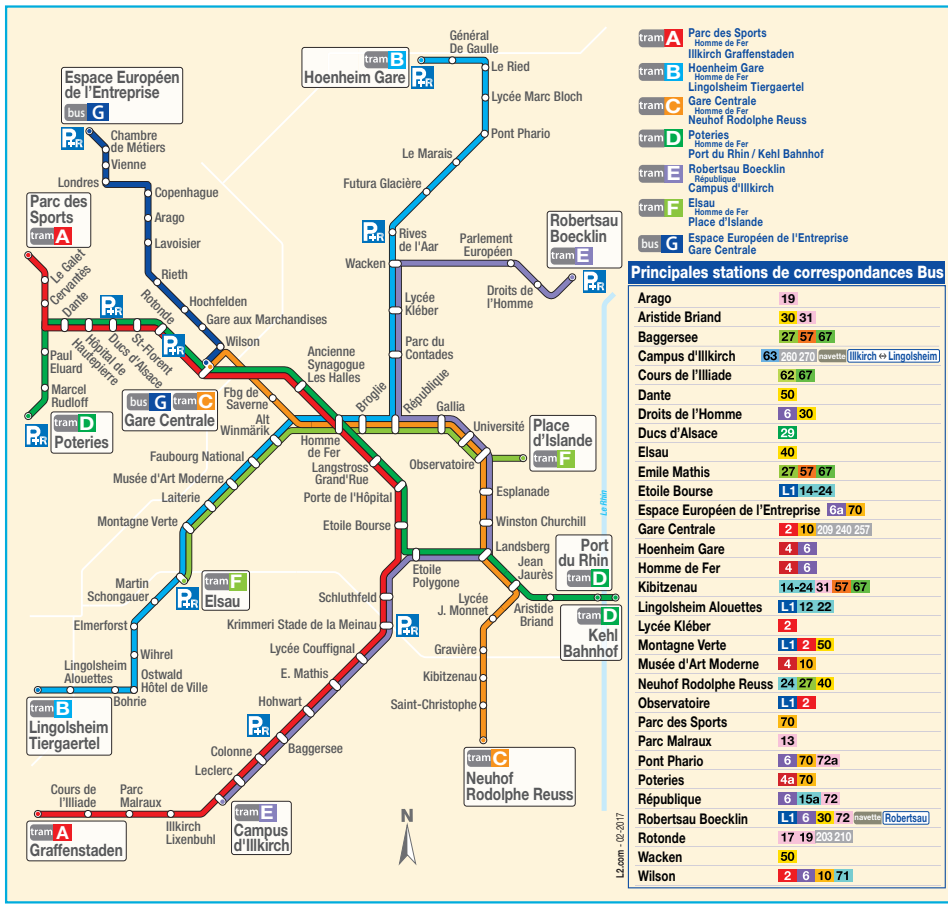 Espace Européen
de l'Entreprise
bus G
P+R
Chambre
de Métiers
Vienne
Londres
Copenhague
Arago
Lavoisier
Rieth
Hochfelden
Gare aux Marchandises
Wilson
Parc des
Sports
tram A
Le Galet
Cervantès
Dante
Hôpital de
Hautepierre
Ducs d'Alsace
St-Florent
Rotonde
P+R
P+R
Paul
Eluard
Marcel
Rudloff
P+R
tram D
Poteries
bus G tram C
Gare Centrale
tram B
Hoenheim Gare
P+R
Général
De Gaulle
Le Ried
Lycée Marc Bloch
Pont Phario
Le Marais
Futura Glacière
P+R
Rives
de l'Aar
Wacken
Parlement
Européen
Droits de
l'Homme
Robertsau
Boecklin
tram E
P+R
Lycée
Kléber
Parc du
Contades
Ancienne
Synagogue
Les Halles
Fbg de
Saverne
Alt
Winmärik
Broglie
République
Gallia
Université
Observatoire
Place
d'Islande
tram F
Homme
de Fer
Langstross
Grand'Rue
Porte de l'Hôpital
Etoile Bourse
Faubourg National
Musée d'Art Moderne
Laiterie
Montagne Verte
Esplanade
Winston Churchill
Landsberg
Jean
Jaurès
Port
du Rhin
tram D
tram D
Kehl
Bahnhof
Aristide
Briand
Le Rhin
Etoile
Polygone
Lycée
J. Monnet
Gravière
Kibitzenau
Saint-Christophe
tram C
Neuhof
Rodolphe Reuss
Schluthfeld
Krimmeri Stade de la Meinau
P+R
Lycée Couffignal
E. Mathis
Hohwart
P+R
Baggersee
Colonne
Leclerc
tram E
Campus
d'Illkirch
Martin
Schongauer
P+R
tram F
Elsau
Elmerforst
Wihrel
Ostwald
Hôtel de Ville
Lingolsheim
Alouettes
Bohrie
tram B
Lingolsheim
Tiergaertel
Cours de
l'Illiade
Parc
Malraux
Illkirch
Lixenbuhl
tram A
Graffenstaden
N
L2.com - 02-2017
tram A Parc des Sports
Homme de Fer
Illkirch Graffenstaden
tram B Hoenheim Gare
Homme de Fer
Lingolsheim Tiergaertel
tram C Gare Centrale
Homme de Fer
Neuhof Rodolphe Reuss
tram D Poteries
Homme de Fer
Port du Rhin / Kehl Bahnhof
tram E Robertsau Boecklin
République
Campus d'Illkirch
tram F Elsau
Homme de Fer
Place d'Islande
bus G Espace Européen de l'Entreprise
Gare Centrale
Principales stations de correspondances Bus
Arago 19
Aristide Briand 30 31
Baggersee 27 57 67
Campus d'Illkirch 63 260 270 navette Illkirch ↔ Lingolsheim
Cours de l'Illiade 62 67
Dante 50
Droits de l'Homme 6 30
Ducs d'Alsace 29
Elsau 40
Emile Mathis 27 57 67
Etoile Bourse L1 14-24
Espace Européen de l'Entreprise 6a 70
Gare Centrale 2 10 209 240 257
Hoenheim Gare 4 6
Homme de Fer 4 6
Kibitzenau 14-24 31 57 67
Lingolsheim Alouettes L1 12 22
Lycée Kléber 2
Montagne Verte L1 2 50
Musée d'Art Moderne 4 10
Neuhof Rodolphe Reuss 24 27 40
Observatoire L1 2
Parc des Sports 70
Parc Malraux 13
Pont Phario 6 70 72a
Poteries 4a 70
République 6 15a 72
Robertsau Boecklin L1 6 30 72 navette Robertsau
Rotonde 17 19 203 210
Wacken 50
Wilson 2 6 10 71